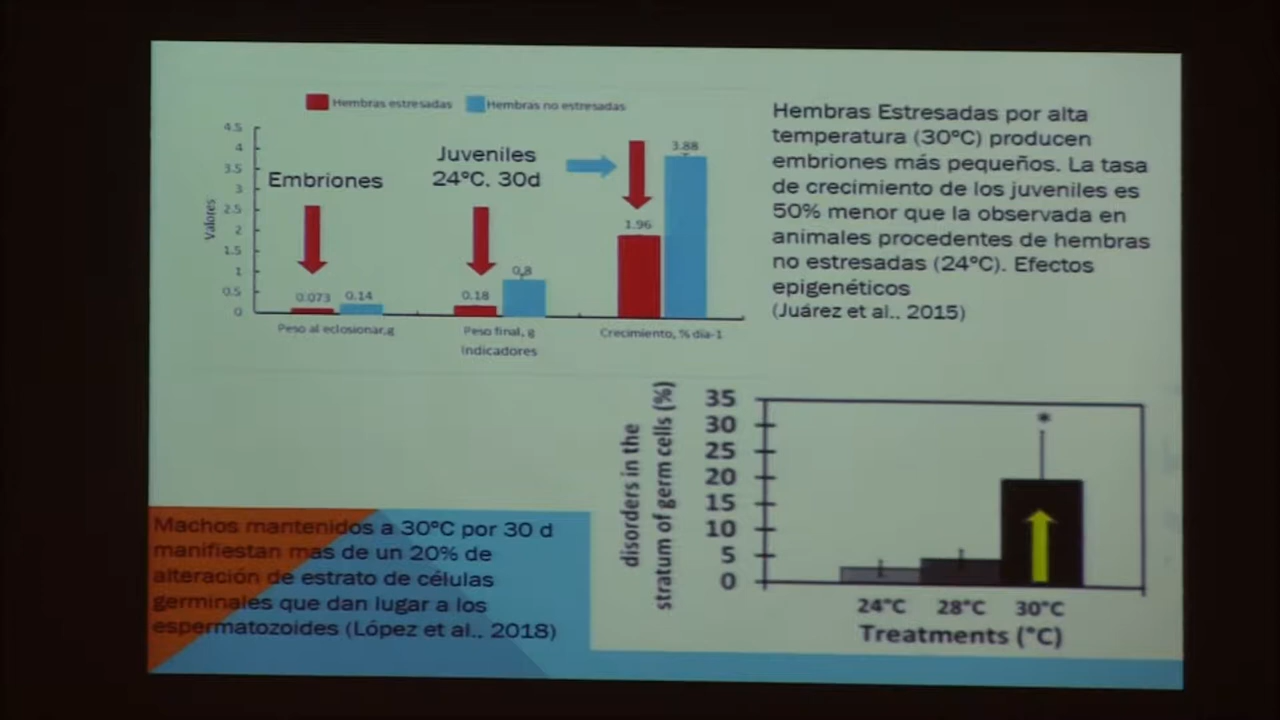 Hembras estresadas
Hembras no estresadas
4.5
4
3.5
3
2.5
2
1.5
1
0.5
0
Valores
Embriones
Juveniles
24ºC. 30d
0.073
0.14
0.18
0.8
1.96
3.88
Peso al eclosionar,g
Peso final, g
Crecimiento, % dia-1
Indicadores
Hembras Estresadas por alta
temperatura (30ºC) producen
embriones más pequeños. La tasa
de crecimiento de los juveniles es
50% menor que la observada en
animales procedentes de hembras
no estresadas (24ºC). Efectos
epigenéticos
(Juárez et al.. 2015)
disorders in the
stratum of germ cells (%)
35
30
25
20
15
10
5
0
*
24°C
28°C
30°C
Treatments (°C)
Machos mantenidos a 30ºC por 30 d
manifiestan mas de un 20% de
alteración de estrato de células
germinales que dan lugar a los
espermatozoides (López et al.. 2018)